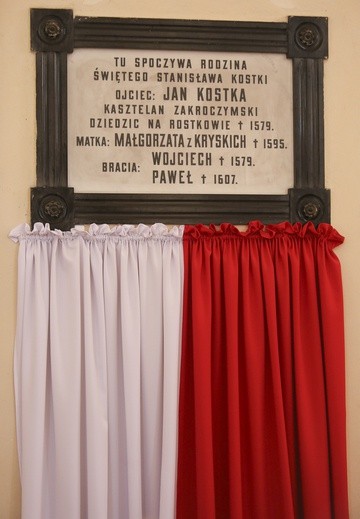 TU SPOCZYWA RODZINA
ŚWIĘTEGO STANISŁAWA KOSTKI
OJCIEC: JAN KOSTKA
KASZTELAN ZAKROCZYMSKI
DZIEDZIC NA ROSTKOWIE † 1579.
MATKA: MAŁGORZATA Z KRYSKICH † 1595.
BRACIA: WOJCIECH † 1579.
PAWEŁ † 1607.